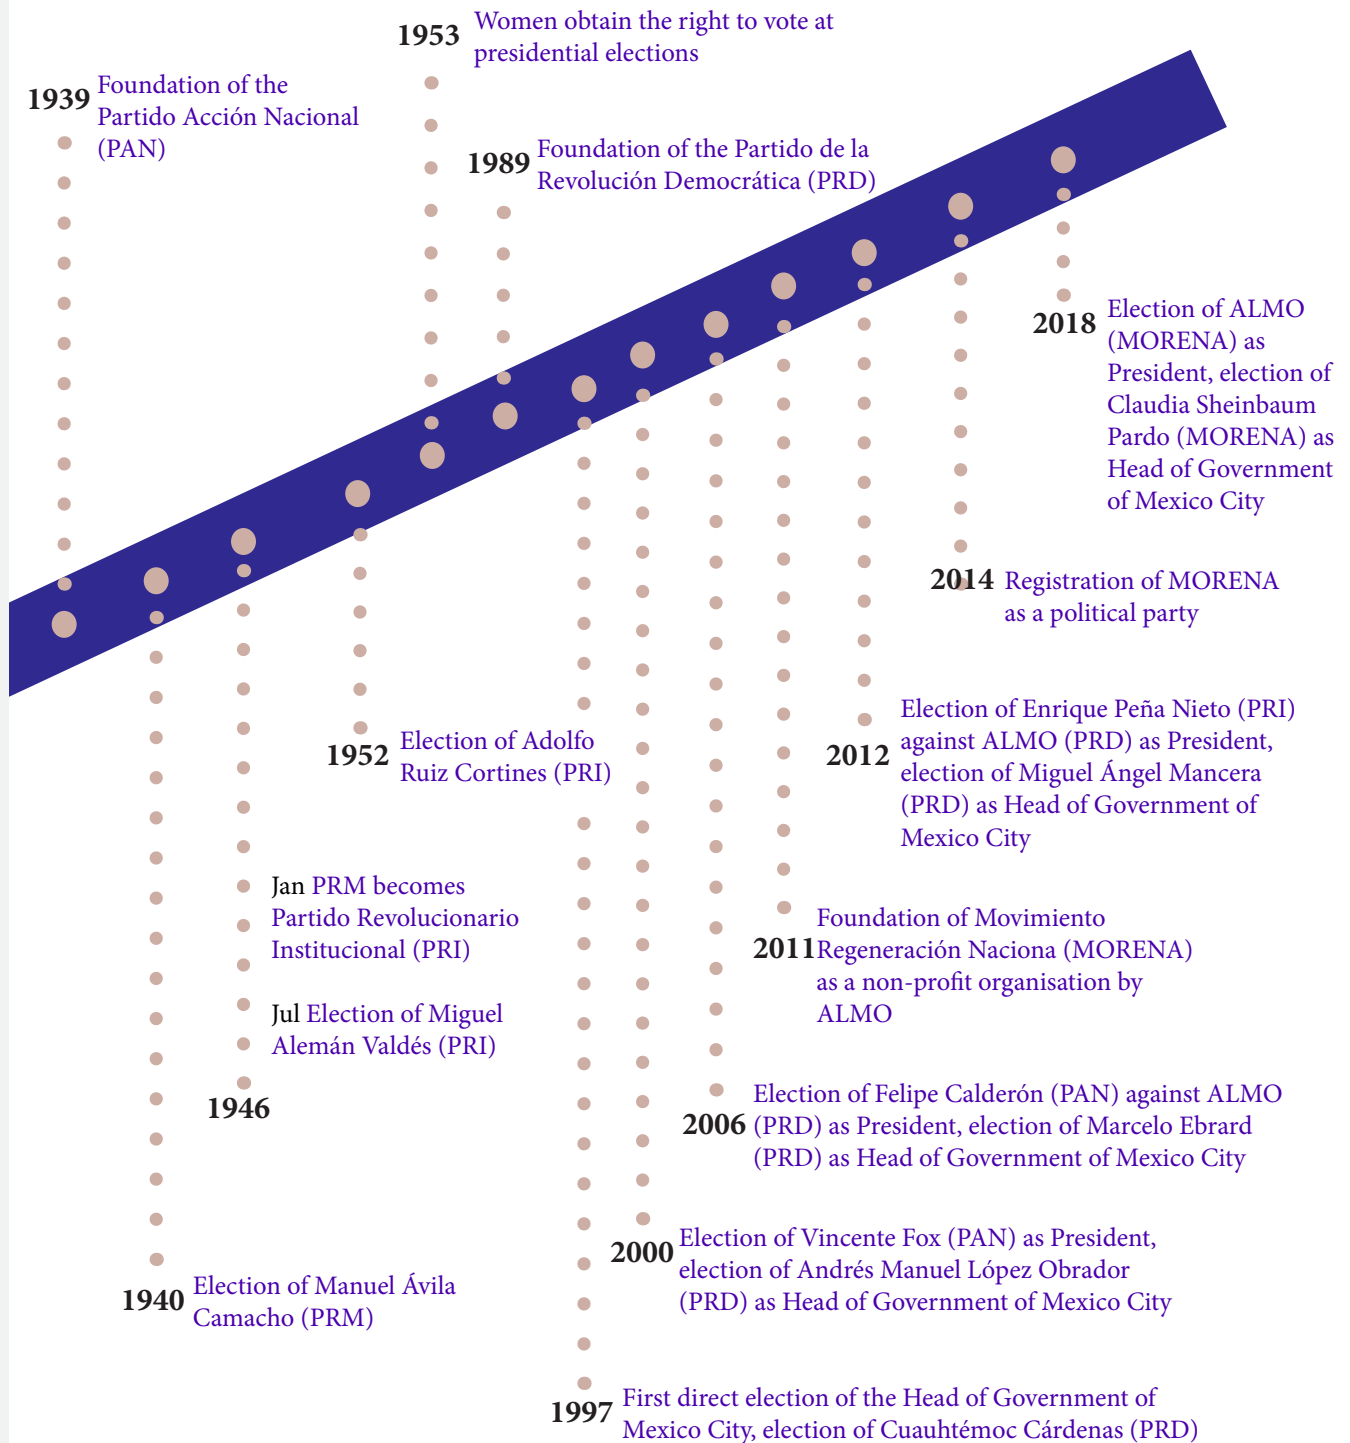 1953
Women obtain the right to vote at
presidential elections
1939
Foundation of the
Partido Acción Nacional
(PAN)
1989
Foundation of the Partido de la
Revolución Democrática (PRD)
2018
Election of ALMO
(MORENA) as
President, election of
Claudia Sheinbaum
Pardo (MORENA) as
Head of Government
of Mexico City
2014
Registration of MORENA
as a political party
2012
Election of Enrique Peña Nieto (PRI)
against ALMO (PRD) as President,
election of Miguel Ángel Mancera
(PRD) as Head of Government of
Mexico City
1952
Election of Adolfo
Ruiz Cortines (PRI)
Jan PRM becomes
Partido Revolucionario
Institucional (PRI)
Jul Election of Miguel
Alemán Valdés (PRI)
1946
2011
Foundation of Movimiento
Regeneración Naciona (MORENA)
as a non-profit organisation by
ALMO
2006
Election of Felipe Calderón (PAN) against ALMO
(PRD) as President, election of Marcelo Ebrard
(PRD) as Head of Government of Mexico City
2000
Election of Vincente Fox (PAN) as President,
election of Andrés Manuel López Obrador
(PRD) as Head of Government of Mexico City
1940
Election of Manuel Ávila
Camacho (PRM)
1997
First direct election of the Head of Government of
Mexico City, election of Cuauhtémoc Cárdenas (PRD)